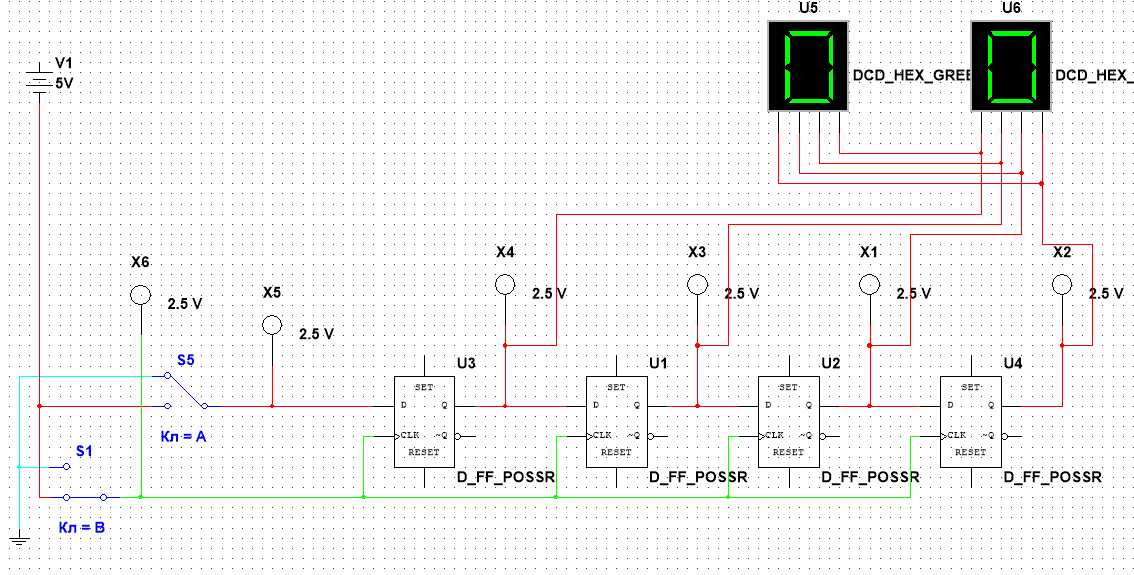 U5
U6
DCD_HEX_GREE
DCD_HEX_
V1
5V
X6
2.5 V
X5
2.5 V
X4
2.5 V
X3
2.5 V
X1
2.5 V
X2
2.5 V
S5
Кл = A
S1
Кл = B
U3
SET
D Q
CLK ~Q
RESET
D_FF_POSSR
U1
SET
D Q
CLK ~Q
RESET
D_FF_POSSR
U2
SET
D Q
CLK ~Q
RESET
D_FF_POSSR
U4
SET
D Q
CLK ~Q
RESET
D_FF_POSSR